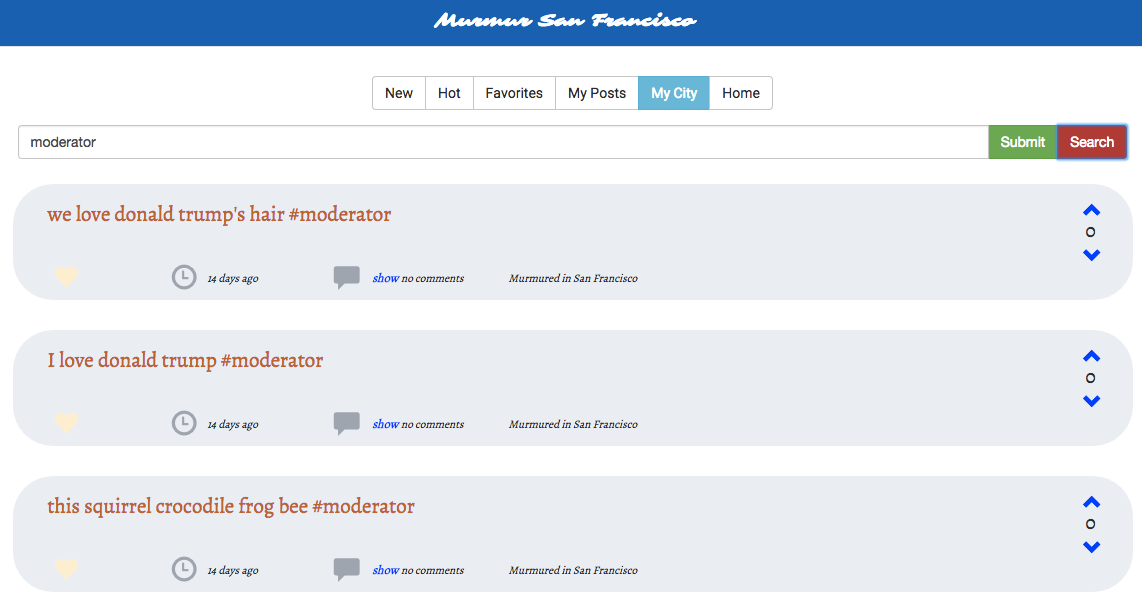 Murmur San Francisco
New Hot Favorites My Posts My City Home
moderator Submit Search
we love donald trump's hair #moderator
0
14 days ago show no comments Murmured in San Francisco
I love donald trump #moderator
0
14 days ago show no comments Murmured in San Francisco
this squirrel crocodile frog bee #moderator
0
14 days ago show no comments Murmured in San Francisco